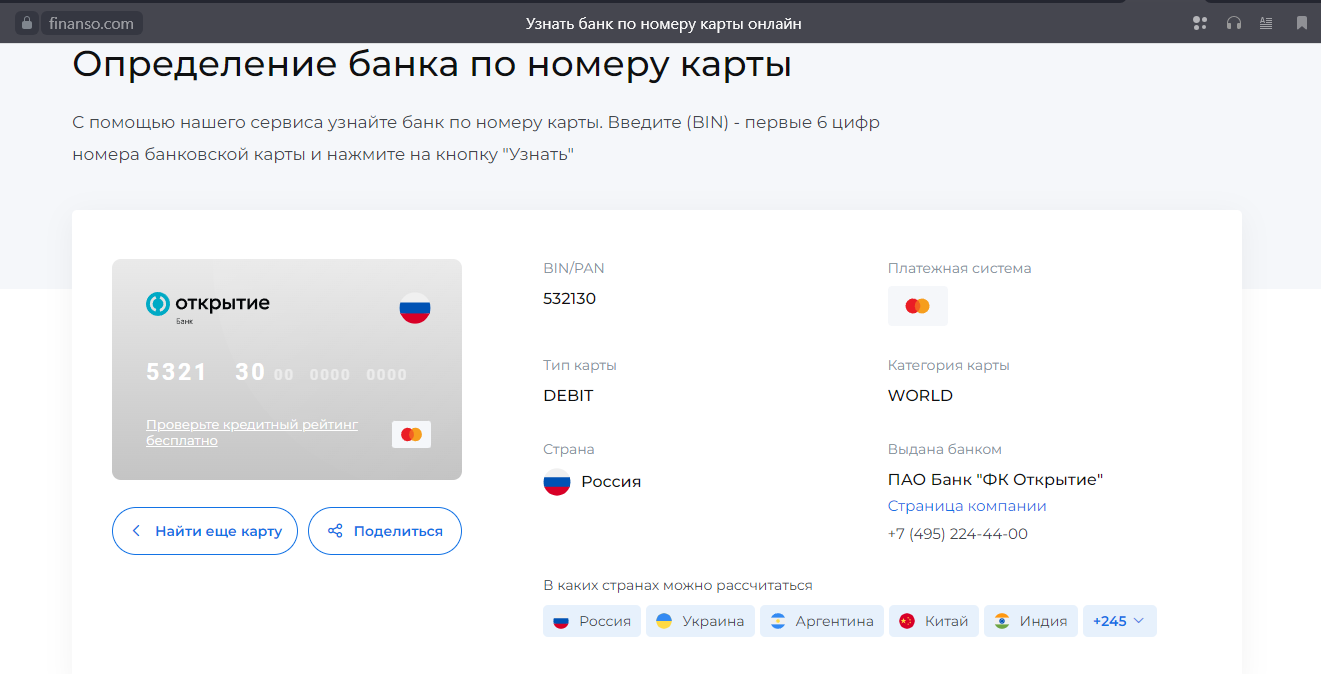 finanso.com
Узнать банк по номеру карты онлайн
Определение банка по номеру карты
С помощью нашего сервиса узнайте банк по номеру карты. Введите (BIN) - первые 6 цифр
номера банковской карты и нажмите на кнопку "Узнать"
открытие
Банк
5321 3000 0000 0000
Проверьте кредитный рейтинг
бесплатно
Найти еще карту
Поделиться
BIN/PAN
532130
Платежная система
Тип карты
DEBIT
Категория карты
WORLD
Страна
Россия
Выдана банком
ПАО Банк "ФК Открытие"
Страница компании
+7 (495) 224-44-00
В каких странах можно рассчитаться
Россия
Украина
Аргентина
Китай
Индия
+245